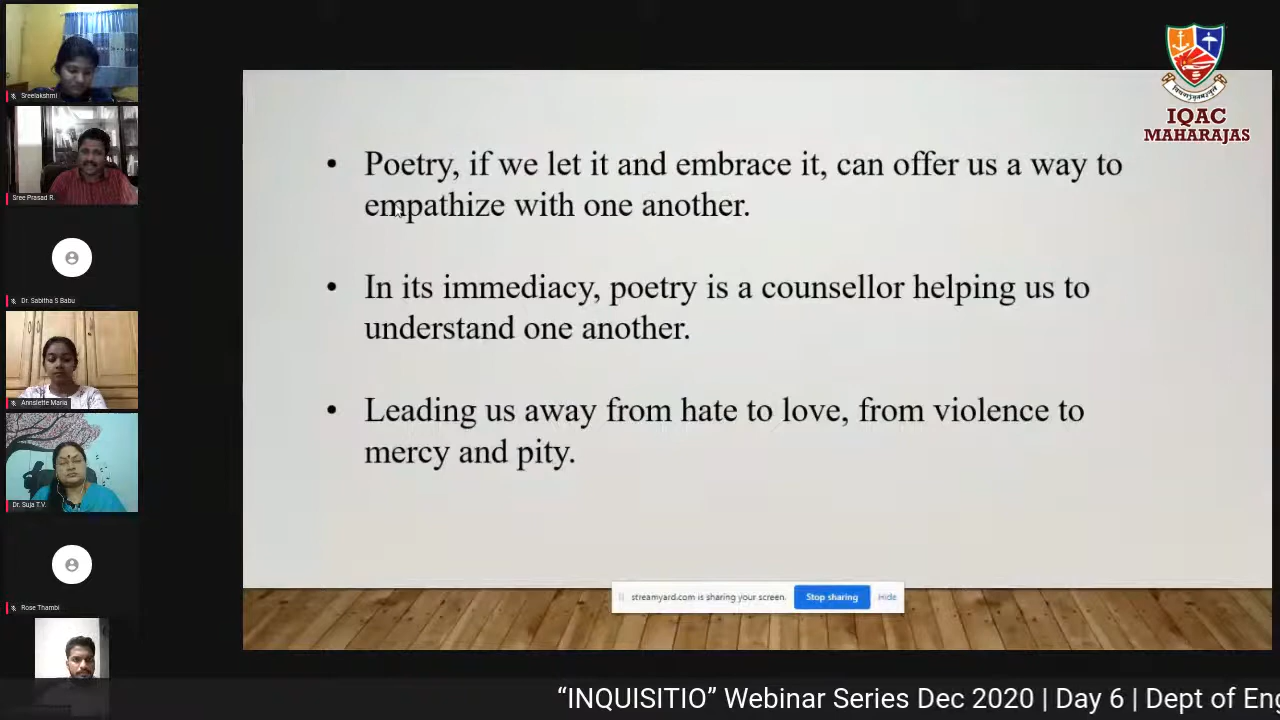 Sreelakshmi
Sree Prasad R.
Dr. Sabitha S Babu
Annslette Maria
Dr. Suja T.V.
Rose Thambi
IQAC
MAHARAJAS
• Poetry, if we let it and embrace it, can offer us a way to
empathize with one another.
• In its immediacy, poetry is a counsellor helping us to
understand one another.
• Leading us away from hate to love, from violence to
mercy and pity.
streamyard.com is sharing your screen.
Stop sharing
Hide
“INQUISITIO” Webinar Series Dec 2020 | Day 6 | Dept of Eng